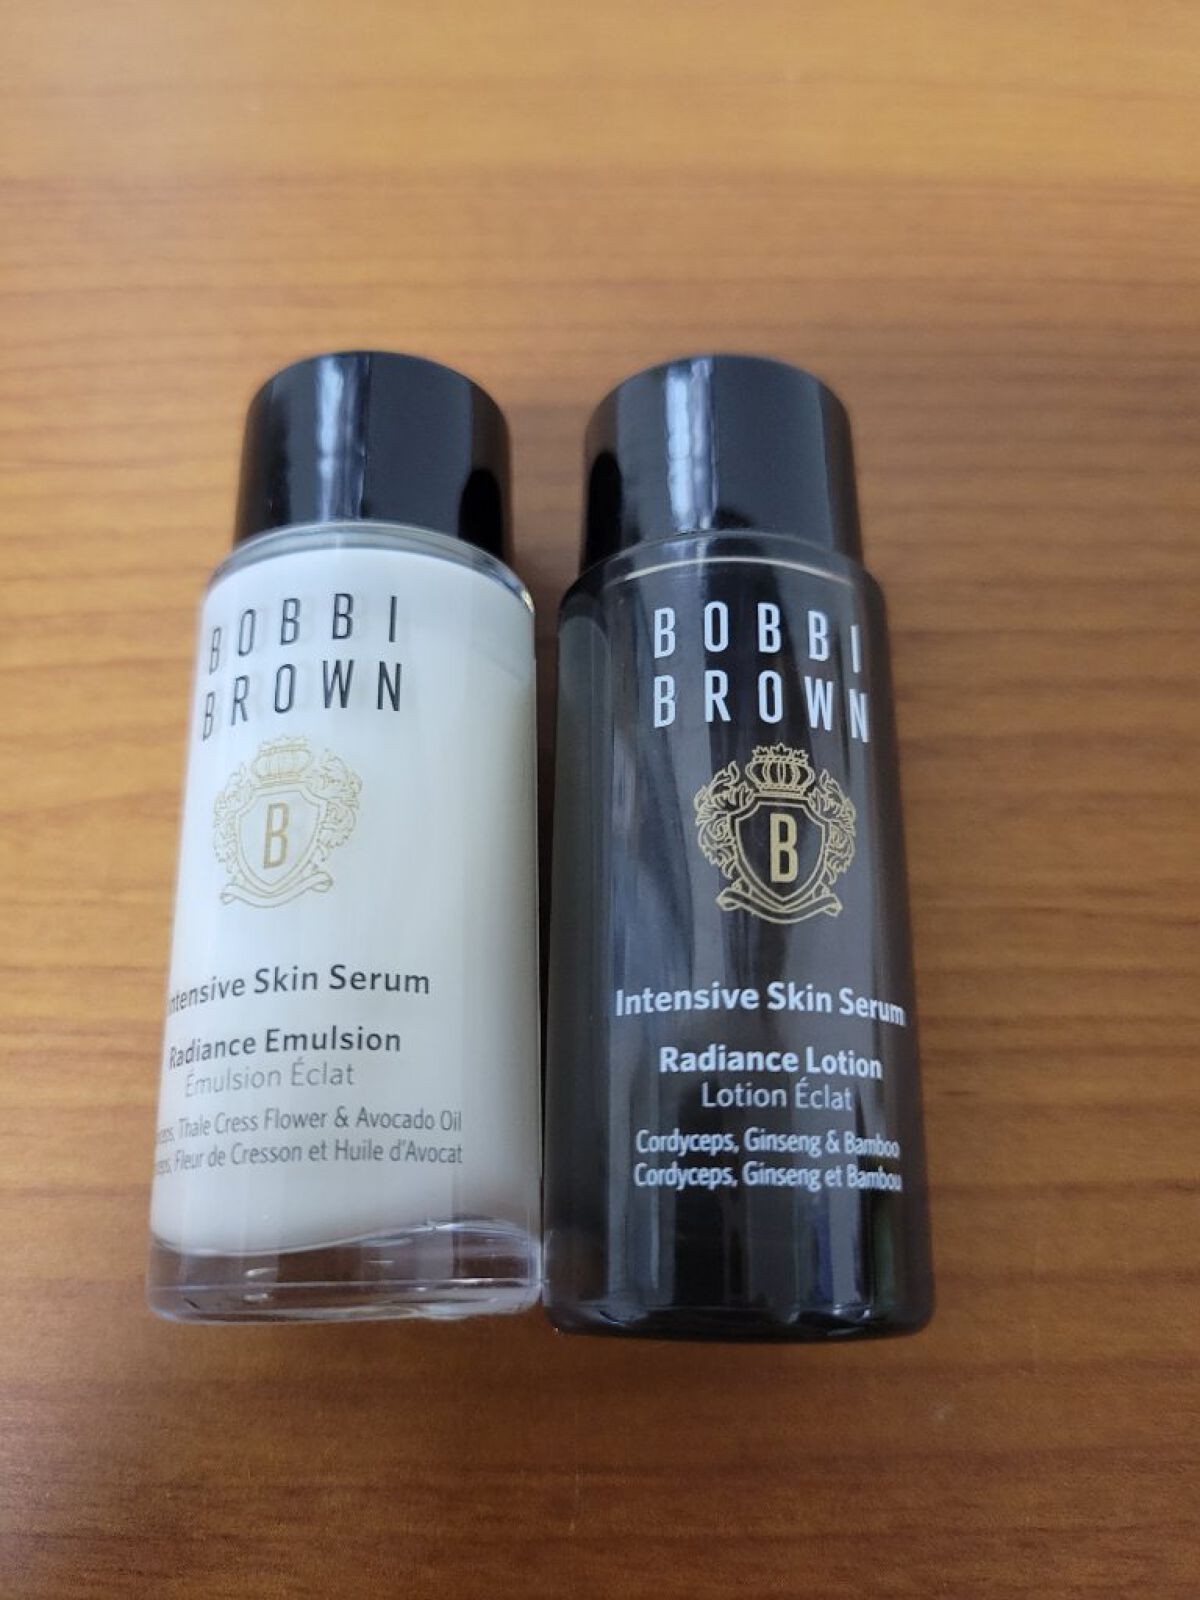 BOBBI
BROWN
B
Intensive Skin Serum
Radiance Emulsion
Émulsion Éclat
Thale Cress Flower & Avocado Oil
Fleur de Cresson et Huile d'Avocat
BOBBI
BROWN
B
Intensive Skin Serum
Radiance Lotion
Lotion Éclat
Cordyceps, Ginseng & Bamboo
Cordyceps, Ginseng et Bambou